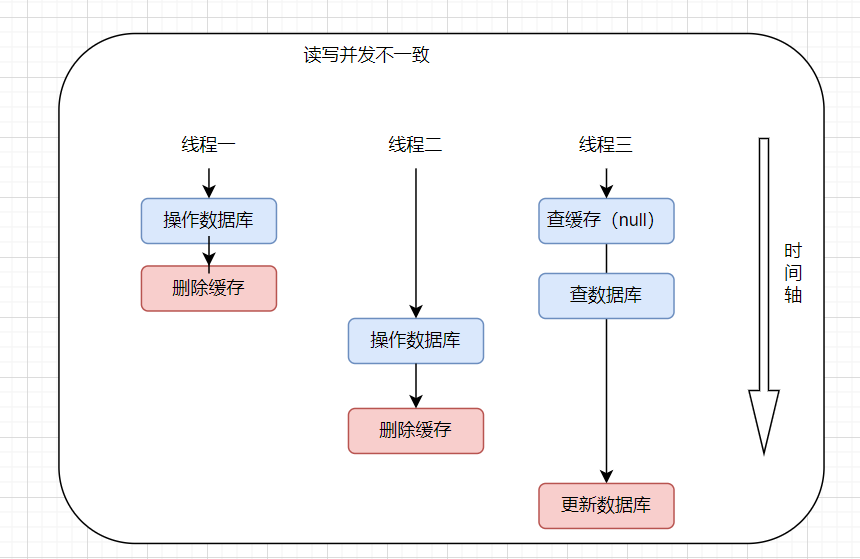 读写并发不一致
线程一
线程二
线程三
操作数据库
查缓存（null）
删除缓存
查数据库
时
间
轴
操作数据库
删除缓存
更新数据库